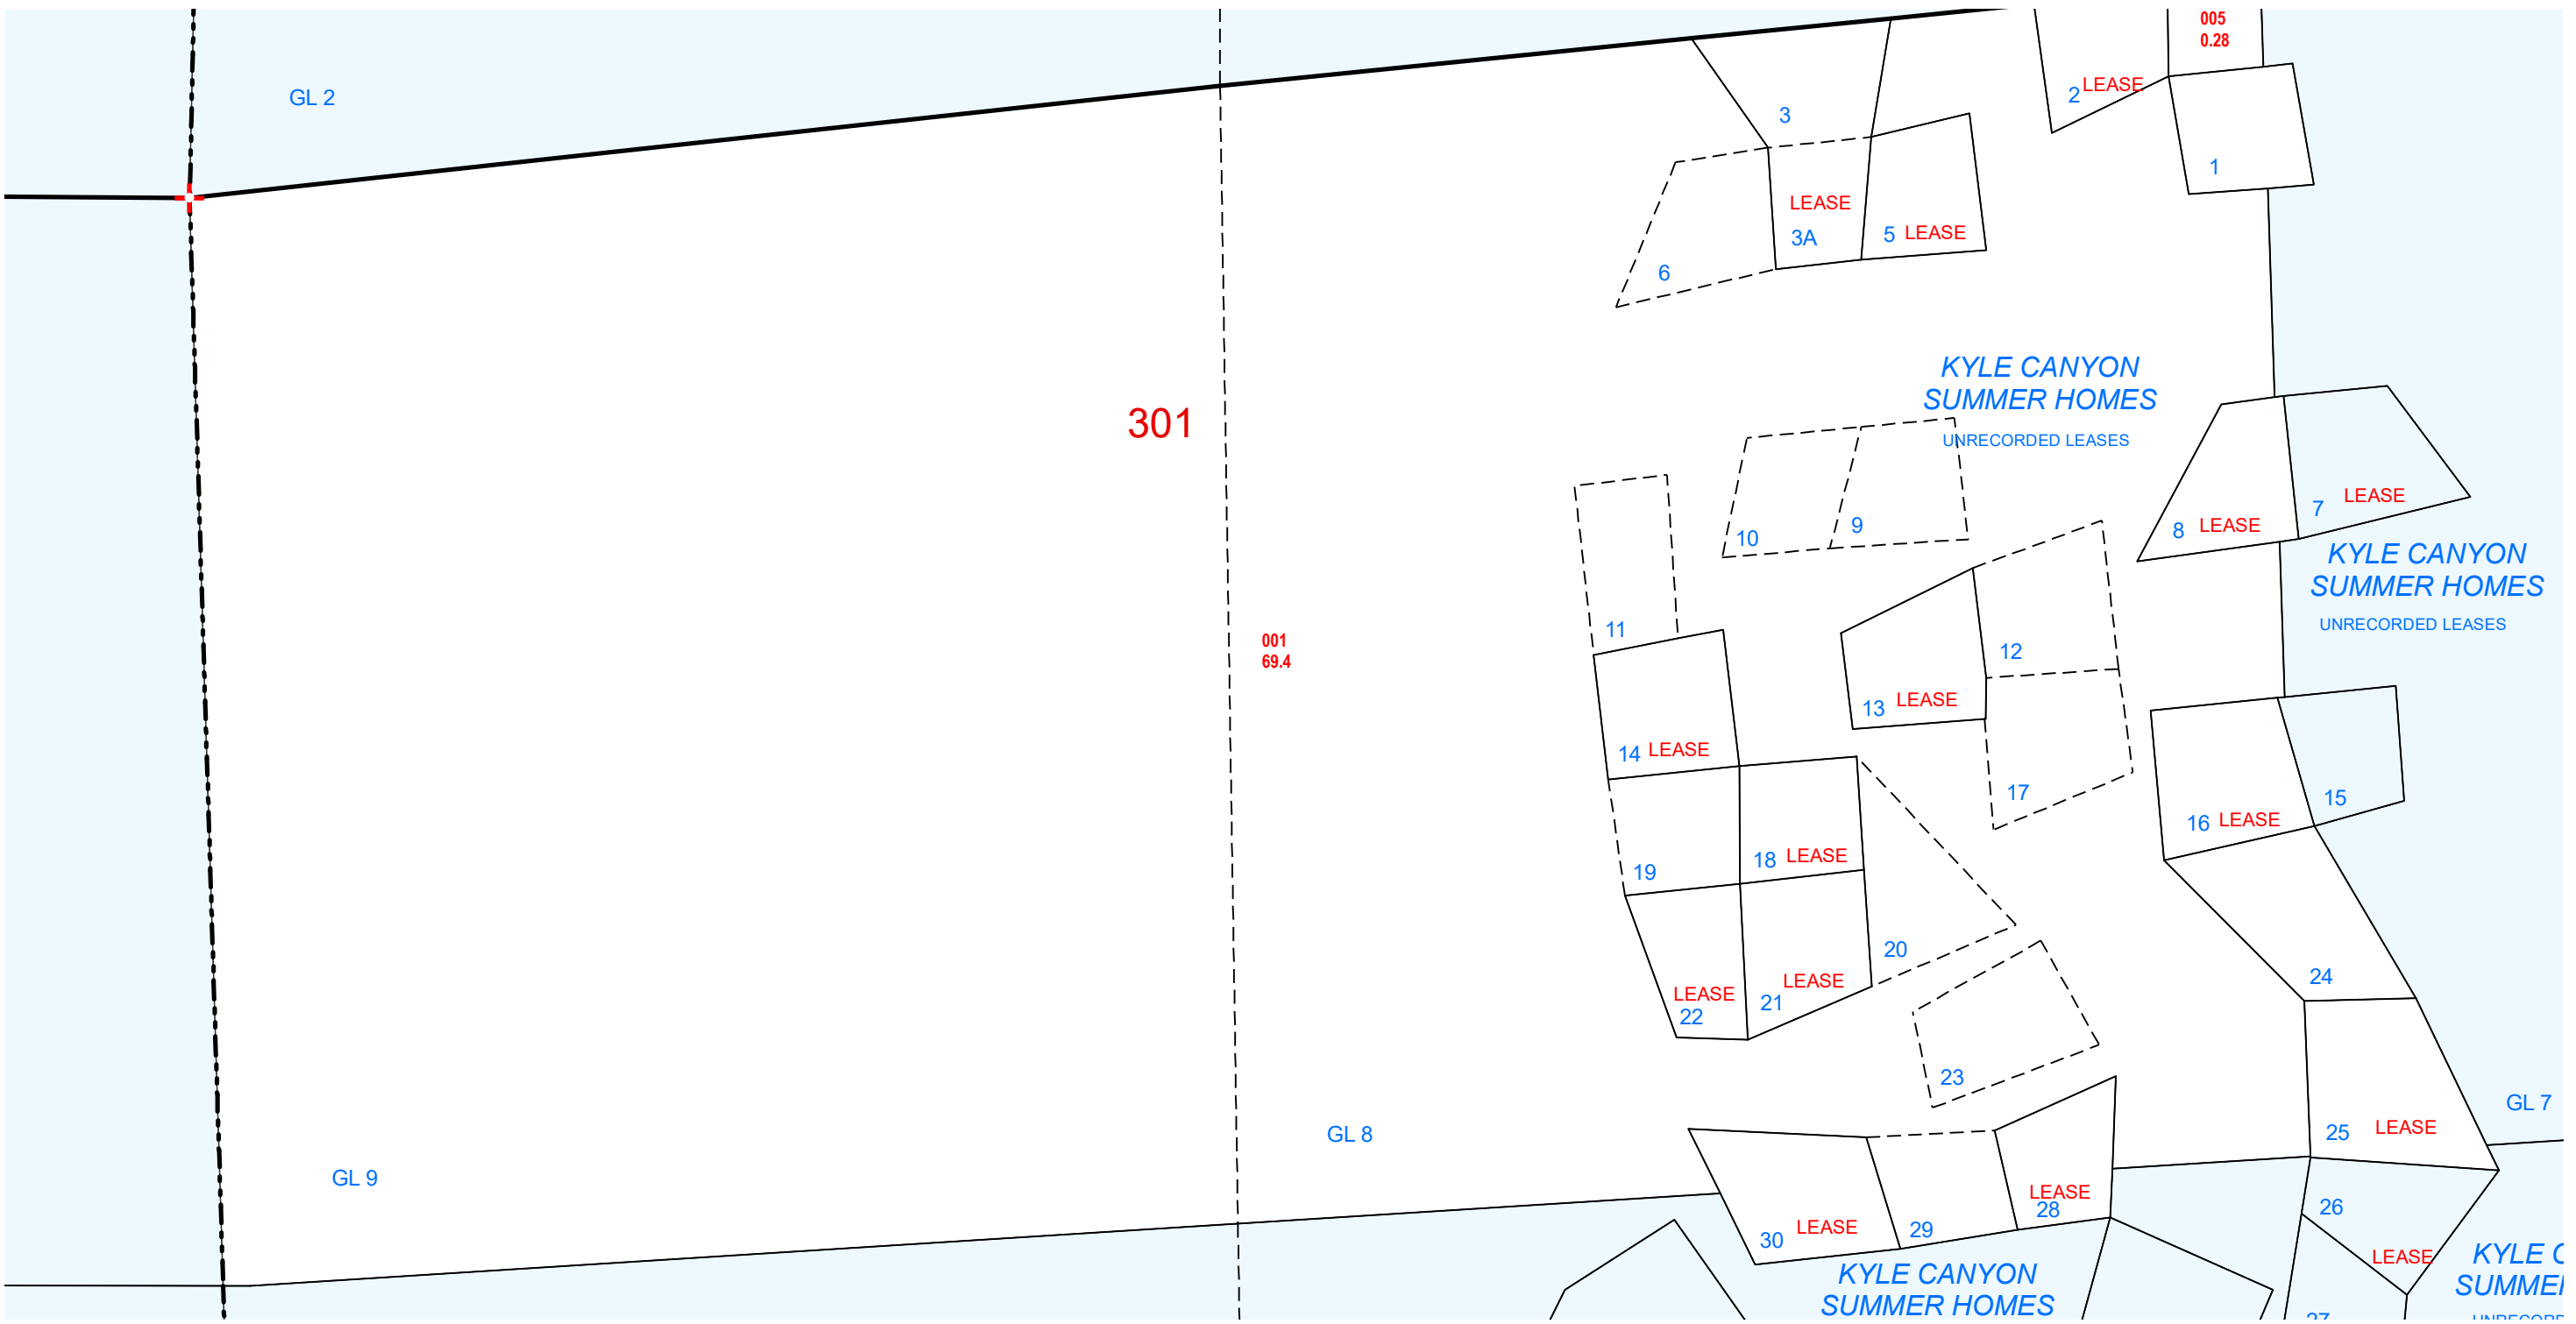 005
0.28
GL 2
2 LEASE
3
1
LEASE
3A
5 LEASE
6
KYLE CANYON
SUMMER HOMES
UNRECORDED LEASES
301
7 LEASE
8 LEASE
10
9
KYLE CANYON
SUMMER HOMES
UNRECORDED LEASES
11
001
69.4
12
13 LEASE
14 LEASE
17
15
16 LEASE
18 LEASE
19
20
24
LEASE
22
LEASE
21
23
GL 7
GL 8
25 LEASE
GL 9
LEASE
28
26
30 LEASE
29
LEASE
KYLE CANYON
SUMMER HOMES
KYLE
SUMME
27